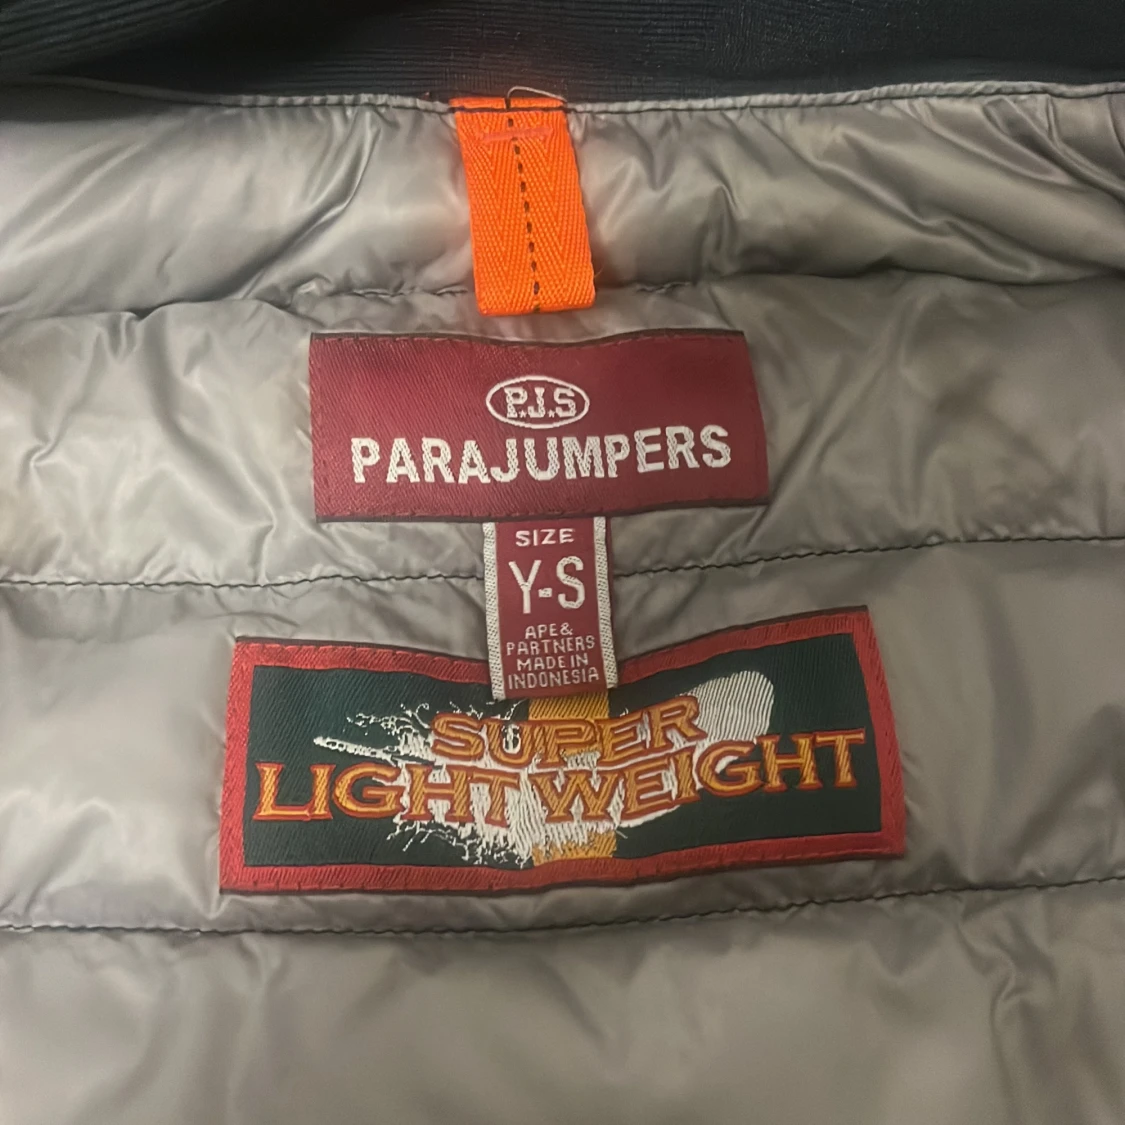 P.J.S
PARAJUMPERS
SIZE
Y-S
APE &
PARTNERS
MADE IN
INDONESIA
SUPER
LIGHT WEIGHT